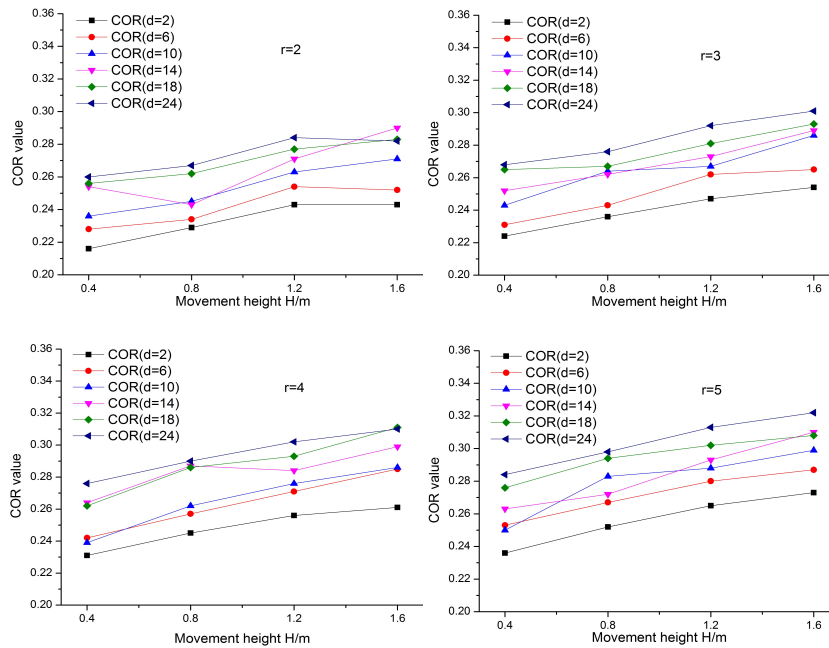 COR(d=2)
COR(d=6)
COR(d=10)
COR(d=14)
COR(d=18)
COR(d=24)
r=2
0.36
0.34
0.32
0.30
0.28
0.26
0.24
0.22
0.20
COR value
0.4 0.8 1.2 1.6
Movement height H/m
COR(d=2)
COR(d=6)
COR(d=10)
COR(d=14)
COR(d=18)
COR(d=24)
r=3
0.36
0.34
0.32
0.30
0.28
0.26
0.24
0.22
0.20
COR value
0.4 0.8 1.2 1.6
Movement height H/m
COR(d=2)
COR(d=6)
COR(d=10)
COR(d=14)
COR(d=18)
COR(d=24)
r=4
0.36
0.34
0.32
0.30
0.28
0.26
0.24
0.22
0.20
COR value
0.4 0.8 1.2 1.6
Movement height H/m
COR(d=2)
COR(d=6)
COR(d=10)
COR(d=14)
COR(d=18)
COR(d=24)
r=5
0.36
0.34
0.32
0.30
0.28
0.26
0.24
0.22
0.20
COR value
0.4 0.8 1.2 1.6
Movement height H/m